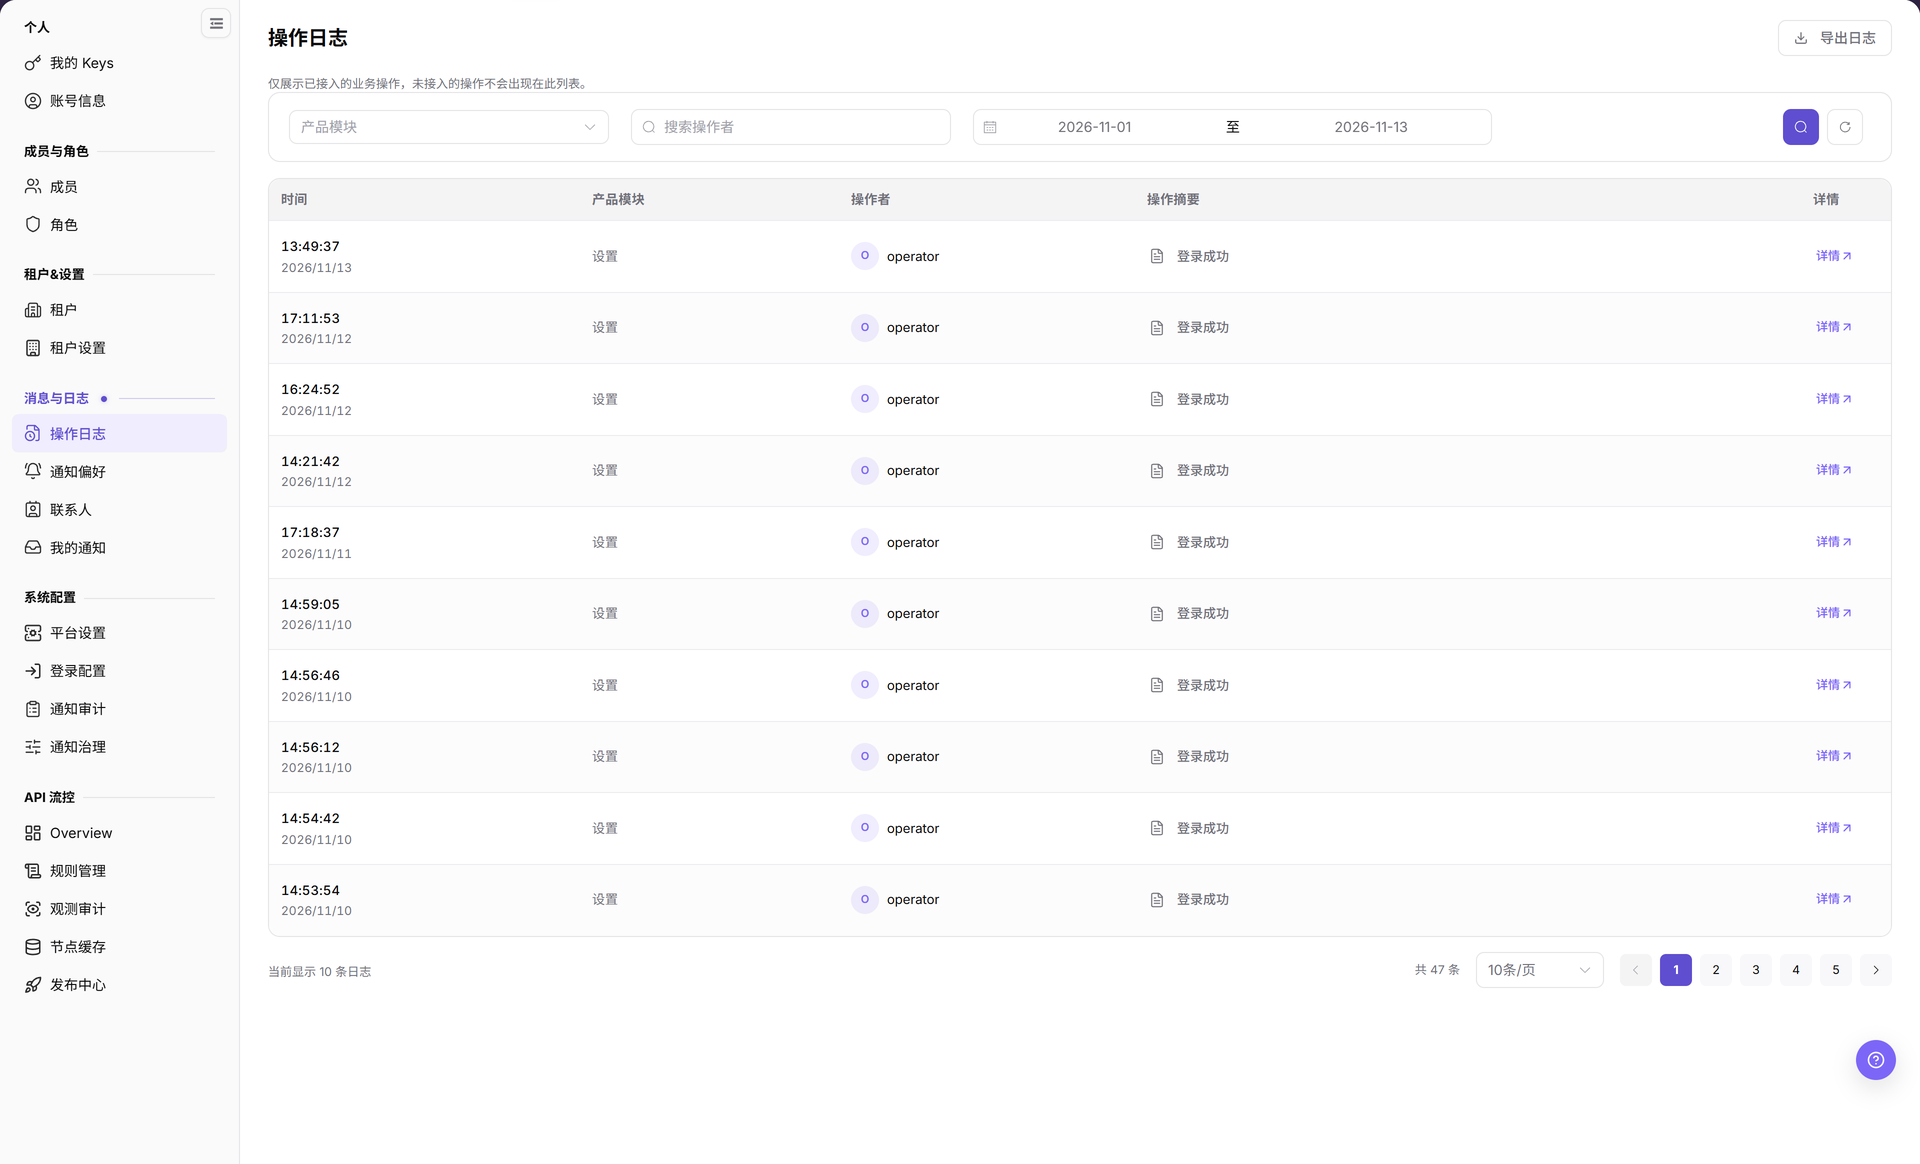 个人
我的 Keys
账号信息
成员与角色
成员
角色
租户&设置
租户
租户设置
消息与日志
操作日志
通知偏好
联系人
我的通知
系统配置
平台设置
登录配置
通知审计
通知治理
API 流控
Overview
规则管理
观测审计
节点缓存
发布中心
操作日志
导出日志
仅展示已接入的业务操作，未接入的操作不会出现在此列表。
产品模块 搜索操作者 2026-11-01 至 2026-11-13
时间 产品模块 操作者 操作摘要 详情
13:49:37
2026/11/13
设置 O operator 登录成功 详情
17:11:53
2026/11/12
设置 O operator 登录成功 详情
16:24:52
2026/11/12
设置 O operator 登录成功 详情
14:21:42
2026/11/12
设置 O operator 登录成功 详情
17:18:37
2026/11/11
设置 O operator 登录成功 详情
14:59:05
2026/11/10
设置 O operator 登录成功 详情
14:56:46
2026/11/10
设置 O operator 登录成功 详情
14:56:12
2026/11/10
设置 O operator 登录成功 详情
14:54:42
2026/11/10
设置 O operator 登录成功 详情
14:53:54
2026/11/10
设置 O operator 登录成功 详情
当前显示 10 条日志 共 47 条 10条/页 1 2 3 4 5